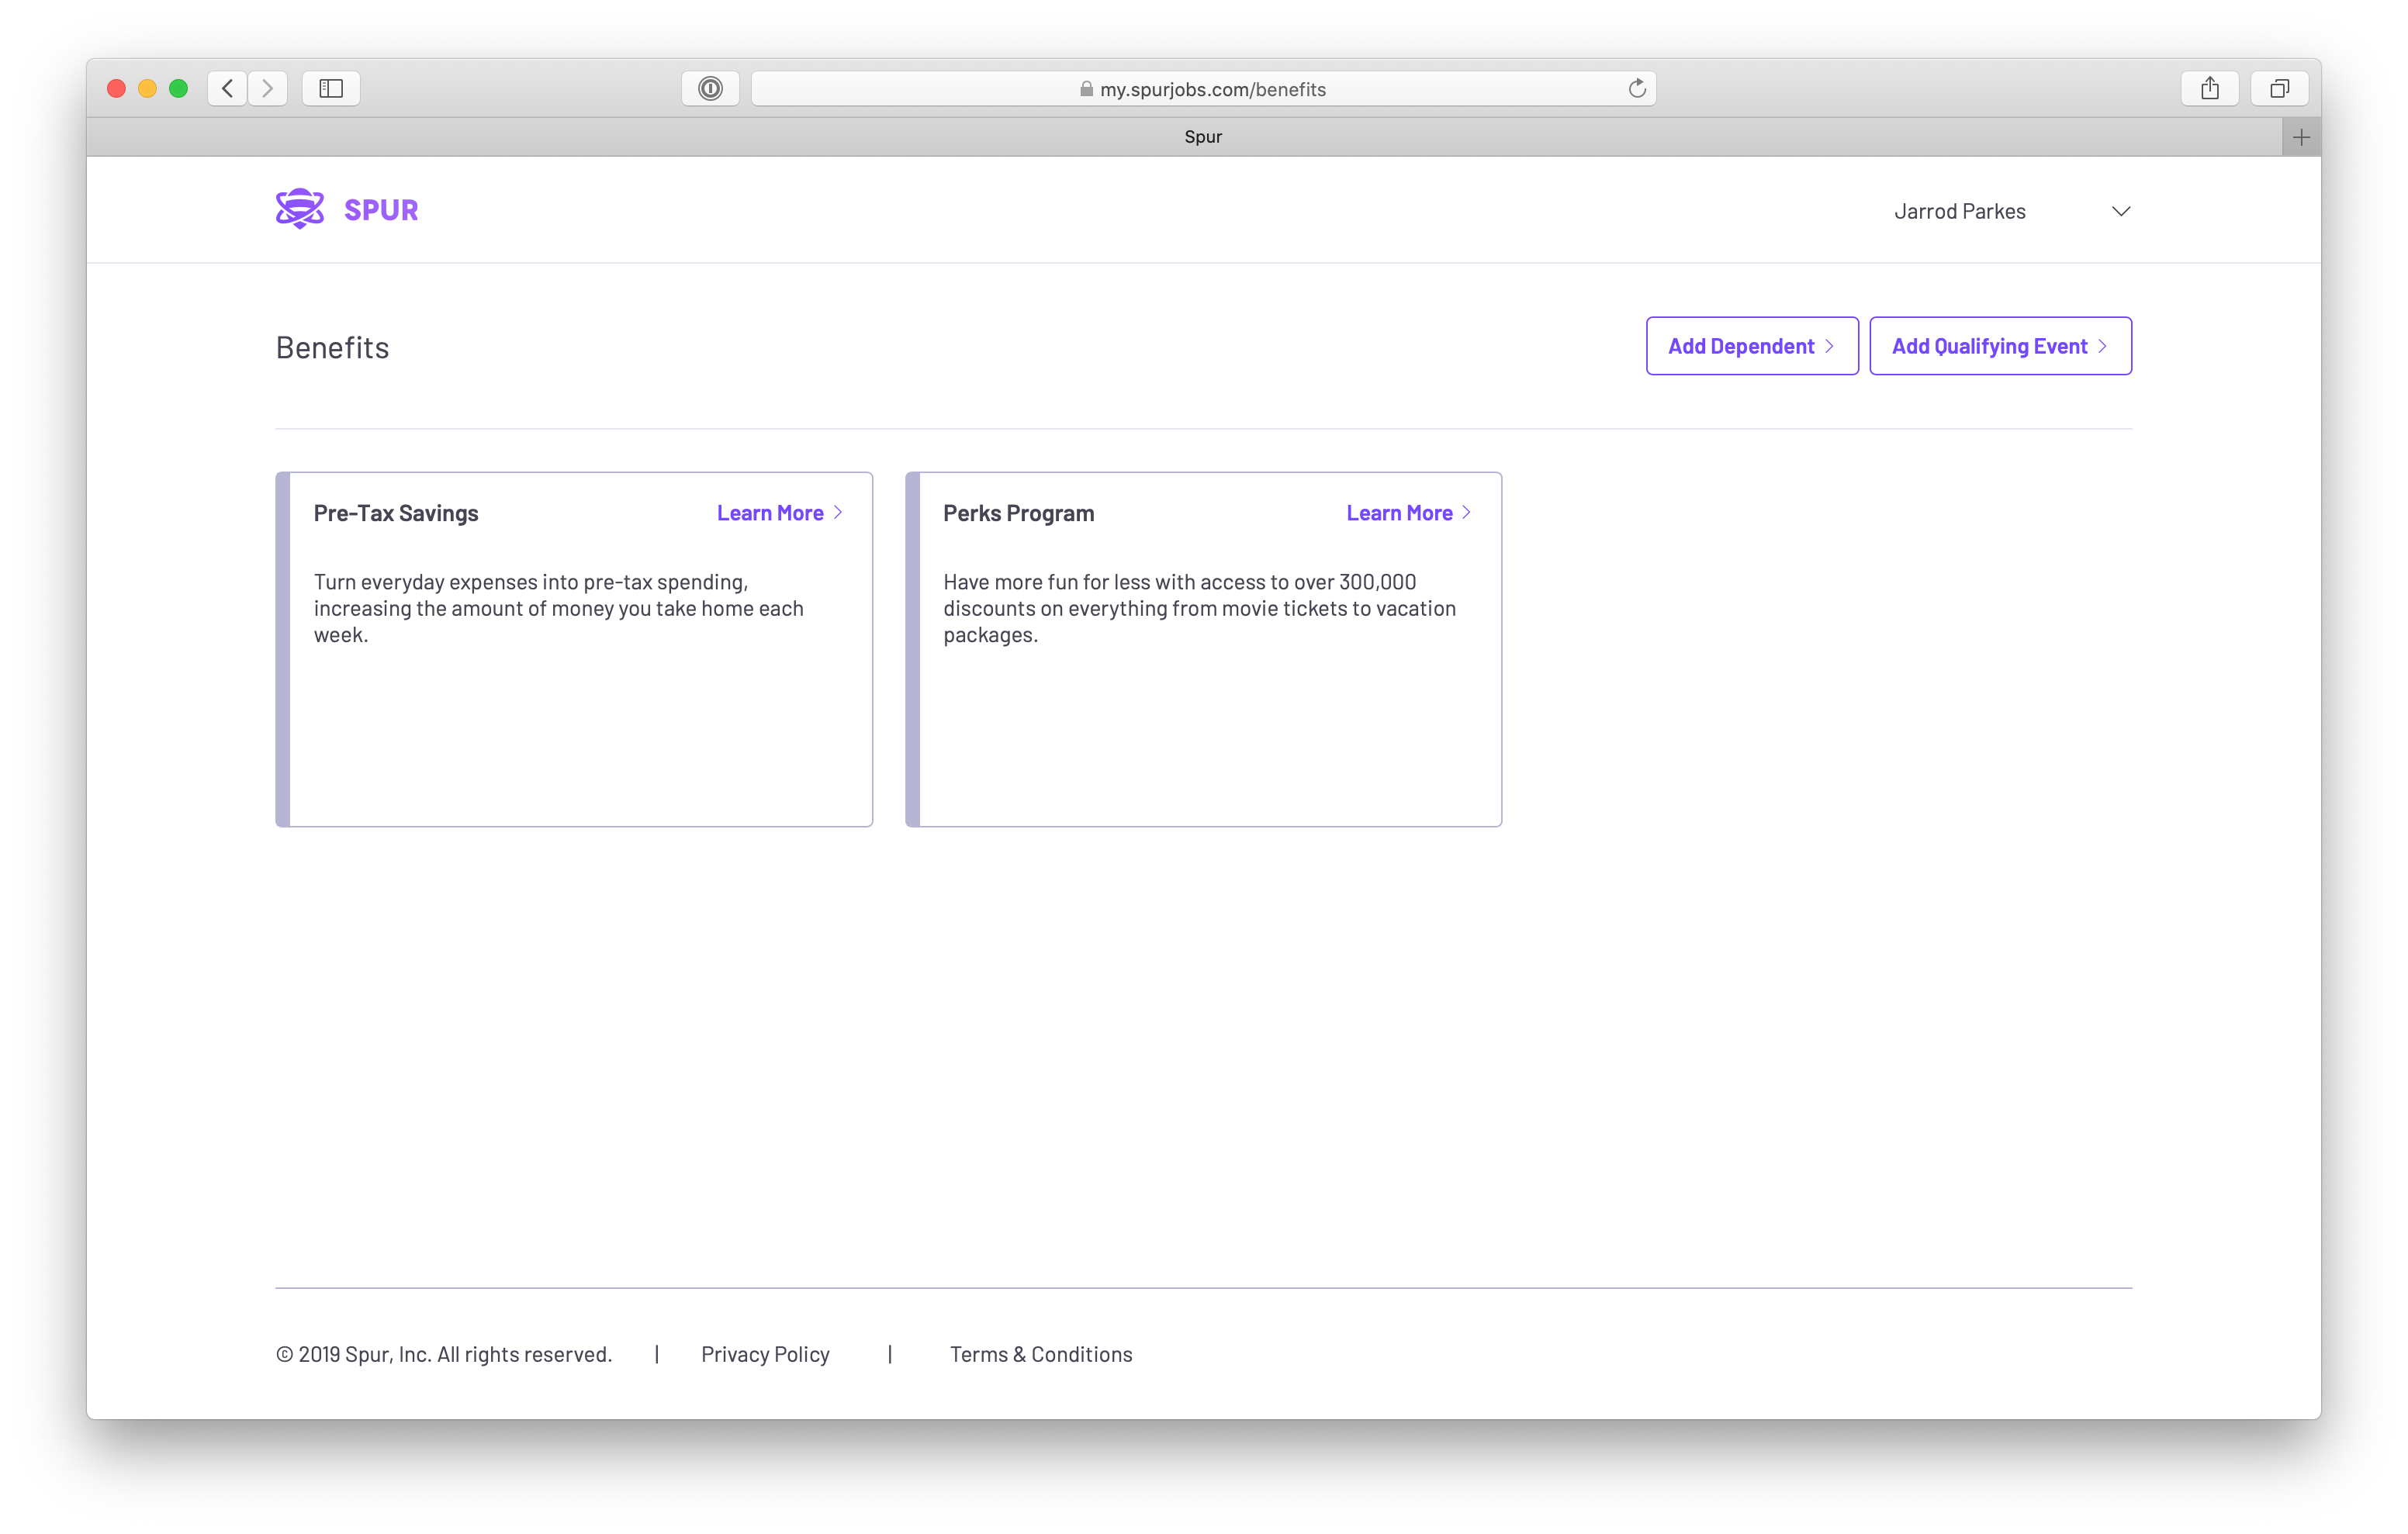 my.spurjobs.com/benefits
Spur
SPUR
Jarrod Parkes
Benefits
Add Dependent
Add Qualifying Event
Pre-Tax Savings
Learn More
Turn everyday expenses into pre-tax spending,
increasing the amount of money you take home each
week.
Perks Program
Learn More
Have more fun for less with access to over 300,000
discounts on everything from movie tickets to vacation
packages.
© 2019 Spur, Inc. All rights reserved. | Privacy Policy | Terms & Conditions